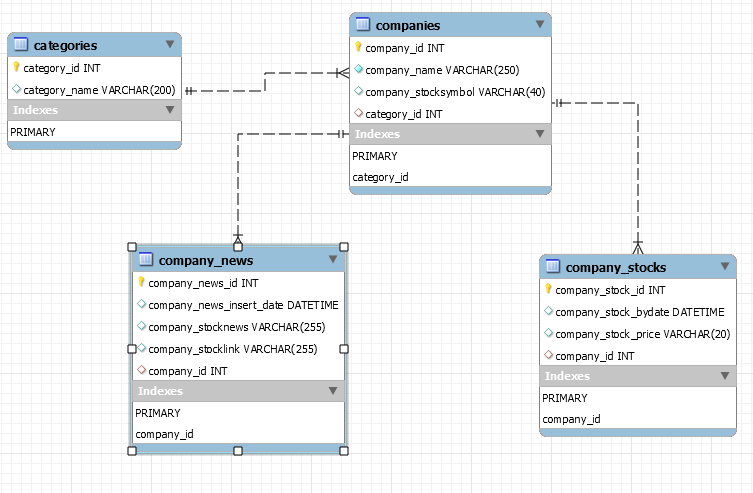 categories
category_id INT
category_name VARCHAR(200)
Indexes
PRIMARY
companies
company_id INT
company_name VARCHAR(250)
company_stocksymbol VARCHAR(40)
category_id INT
Indexes
PRIMARY
category_id
company_news
company_news_id INT
company_news_insert_date DATETIME
company_stocknews VARCHAR(255)
company_stocklink VARCHAR(255)
company_id INT
Indexes
PRIMARY
company_id
company_stocks
company_stock_id INT
company_stock_bydate DATETIME
company_stock_price VARCHAR(20)
company_id INT
Indexes
PRIMARY
company_id